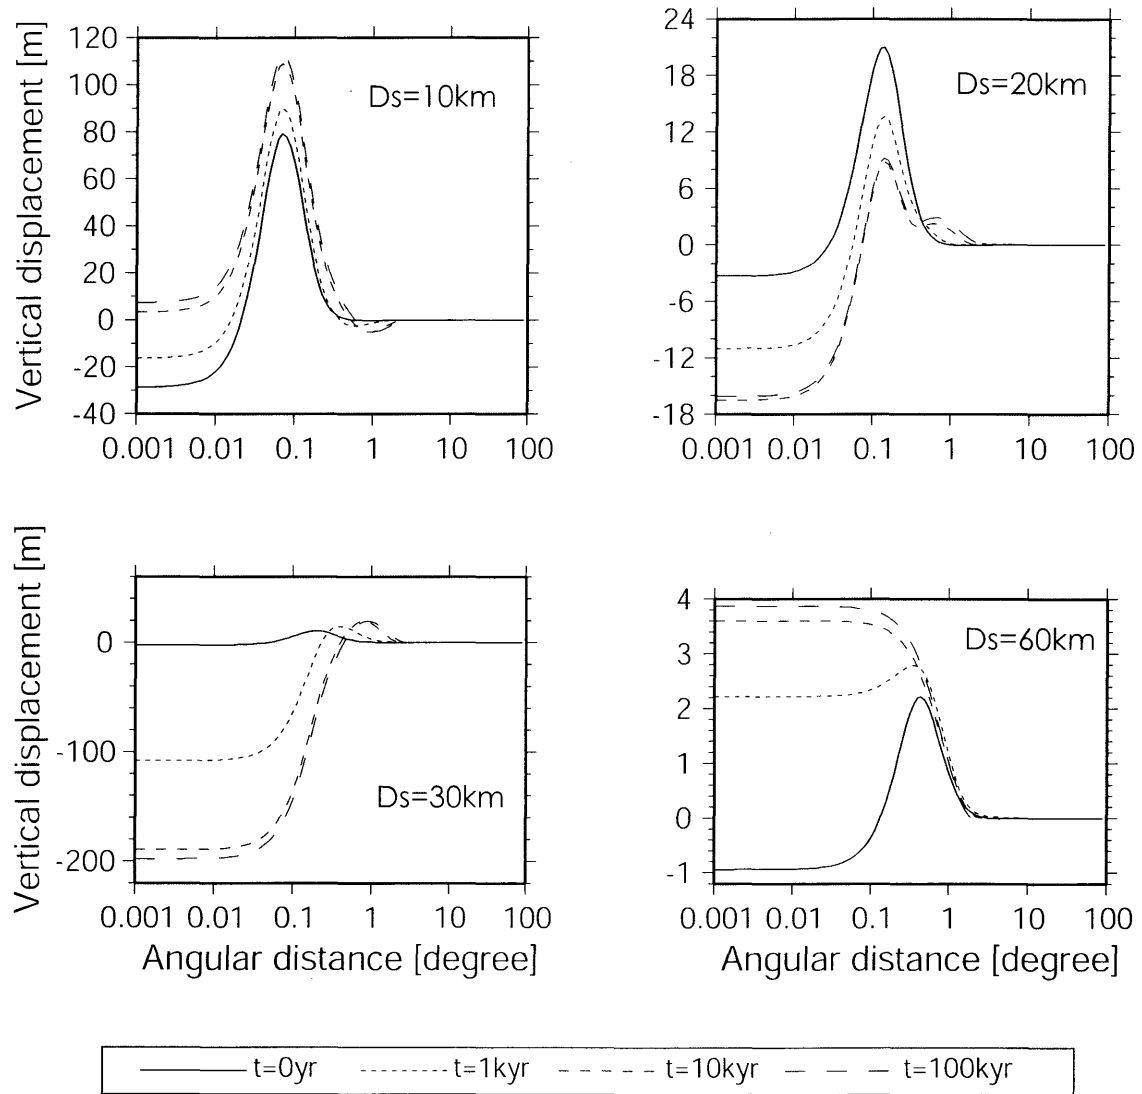 Vertical displacement [m]
120
100
80
60
40
20
0
-20
-40
Ds=10km
0.001 0.01 0.1 1 10 100
24
18
12
6
0
-6
-12
-18
Ds=20km
0.001 0.01 0.1 1 10 100
Vertical displacement [m]
0
-100
-200
Ds=30km
0.001 0.01 0.1 1 10 100
Angular distance [degree]
4
3
2
1
0
-1
Ds=60km
0.001 0.01 0.1 1 10 100
Angular distance [degree]
t=0yr t=1kyr t=10kyr t=100kyr